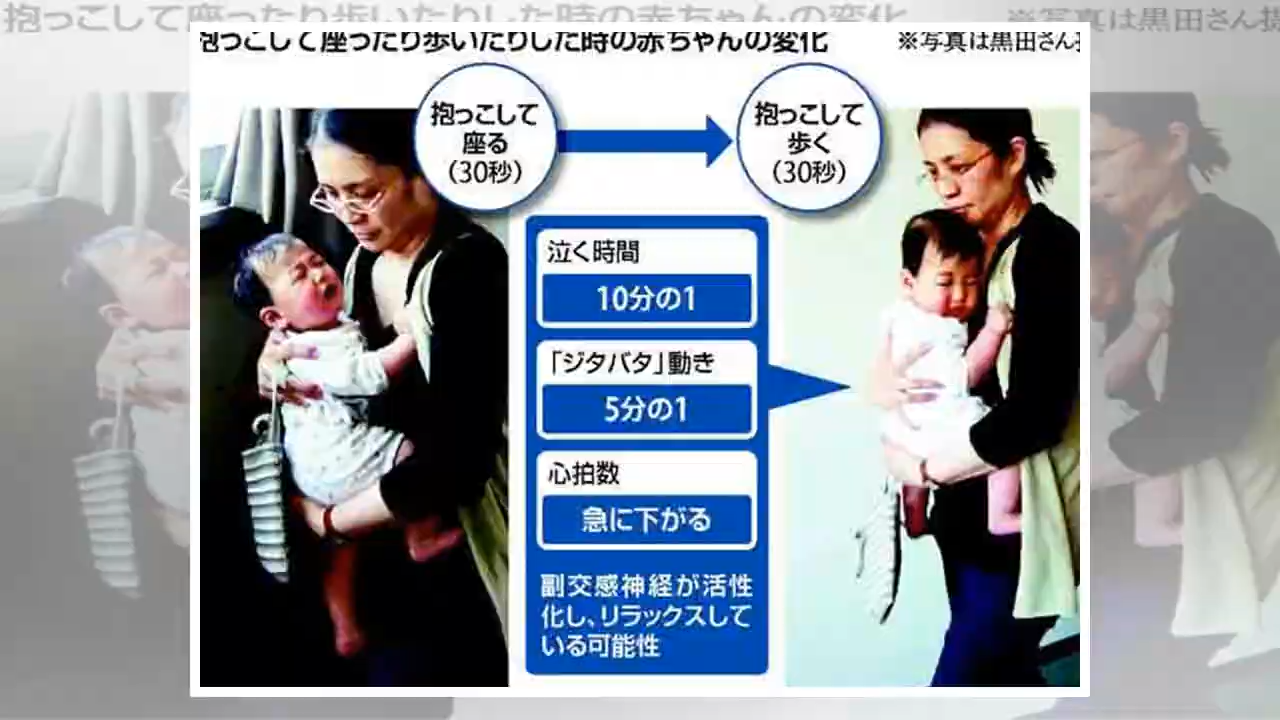 抱っこして座ったり歩いたりした時の赤ちゃんの変化
※写真は黒田さん
抱っこして
座る
（30秒）
抱っこして
歩く
（30秒）
泣く時間
10分の1
「ジタバタ」動き
5分の1
心拍数
急に下がる
副交感神経が活性
化し、リラックスして
いる可能性